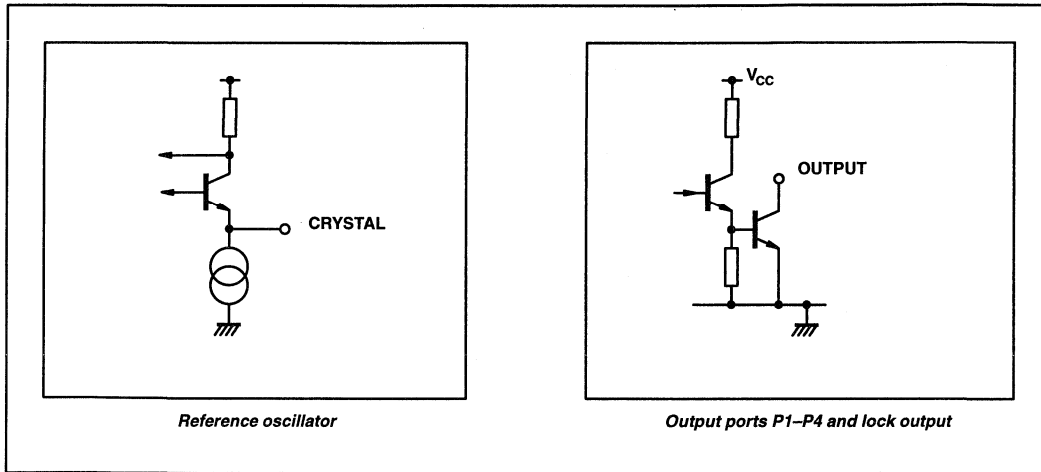 CRYSTAL
Reference oscillator
VCC
OUTPUT
Output ports P1–P4 and lock output